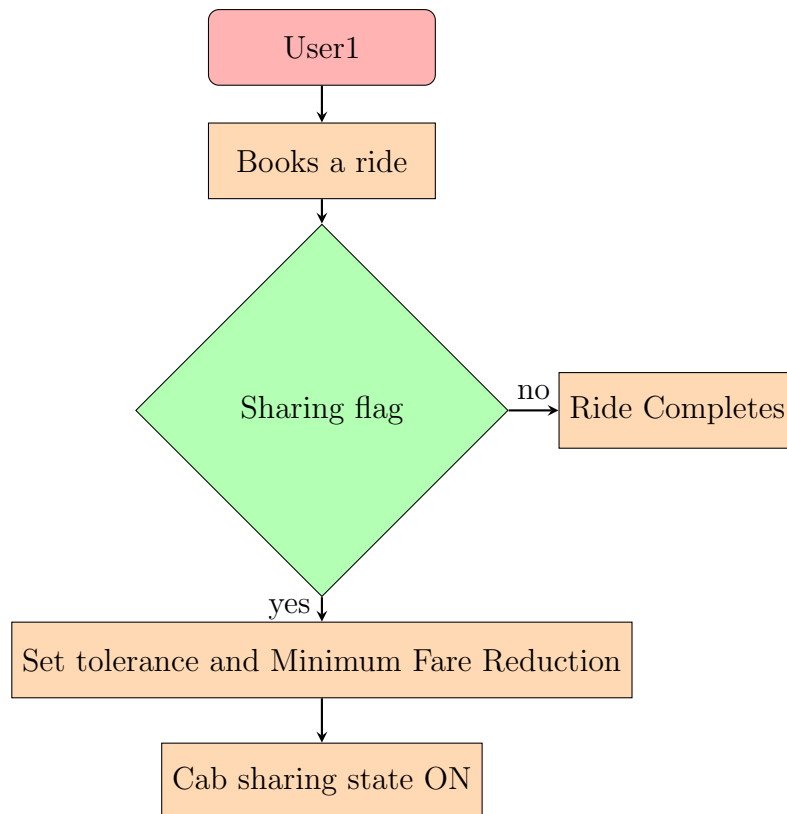 User1
Books a ride
Sharing flag
no
Ride Completes
yes
Set tolerance and Minimum Fare Reduction
Cab sharing state ON